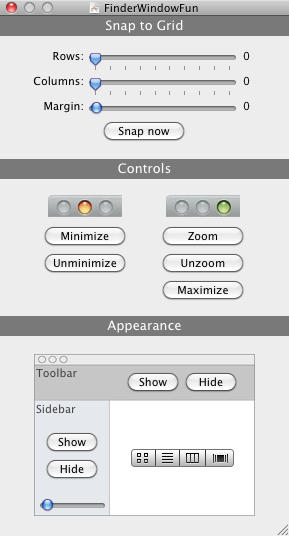 FinderWindowFun
Snap to Grid
Rows: 0
Columns: 0
Margin: 0
Snap now
Controls
Minimize Zoom
Unminimize Unzoom
Maximize
Appearance
Toolbar Show Hide
Sidebar
Show
Hide